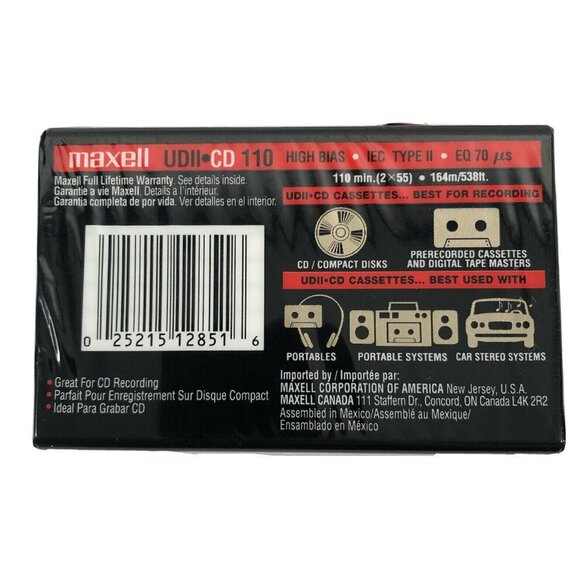 maxell UDII•CD 110 HIGH BIAS • IEC TYPE II • EQ 70 µs
110 min.(2×55) • 164m/538ft.
Maxell Full Lifetime Warranty. See details inside.
Garantie a vie Maxell. Details a l'interieur.
Garantia completa de por vida. Ver detalles en el interior.
UDII•CD CASSETTES... BEST FOR RECORDING
CD / COMPACT DISKS
PRERECORDED CASSETTES
AND DIGITAL TAPE MASTERS
UDII•CD CASSETTES... BEST USED WITH
PORTABLES
PORTABLE SYSTEMS
CAR STEREO SYSTEMS
0 25215 12851 6
• Great For CD Recording
• Parfait Pour Enregistrement Sur Disque Compact
• Ideal Para Grabar CD
Imported by / Importée par:
MAXELL CORPORATION OF AMERICA New Jersey, U.S.A.
MAXELL CANADA 111 Staffern Dr., Concord, ON Canada L4K 2R2
Assembled in Mexico/Assemblé au Mexique/
Ensamblado en México